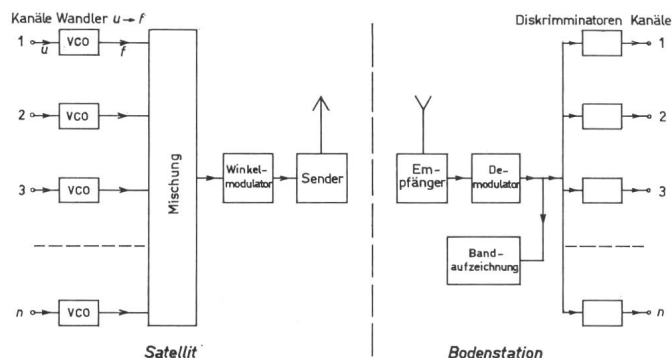 Kanäle Wandler u→f
1 u VCO f
2 VCO
3 VCO
n VCO
Mischung
Winkel-
modulator
Sender
Satellit
Diskrimminatoren Kanäle
1
2
3
n
Em-
pfänger
De-
modulator
Band-
aufzeichnung
Bodenstation